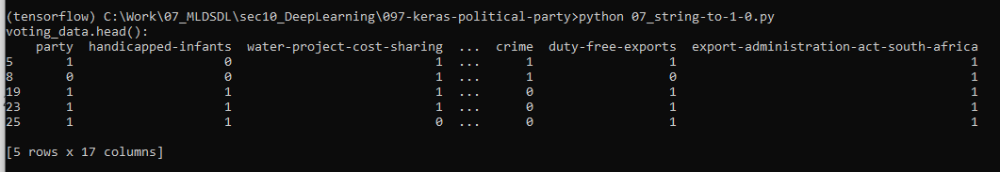 (tensorflow) C:\Work\07_MLDSDL\sec10_DeepLearning\097-keras-political-party>python 07_string-to-1-0.py
voting_data.head():
    party  handicapped-infants  water-project-cost-sharing  ...  crime  duty-free-exports  export-administration-act-south-africa
5       1                    0                           1  ...      1                  1                                       1
8       0                    0                           1  ...      1                  0                                       1
19      1                    1                           1  ...      0                  1                                       1
23      1                    1                           1  ...      0                  1                                       1
25      1                    1                           0  ...      0                  1                                       1
[5 rows x 17 columns]